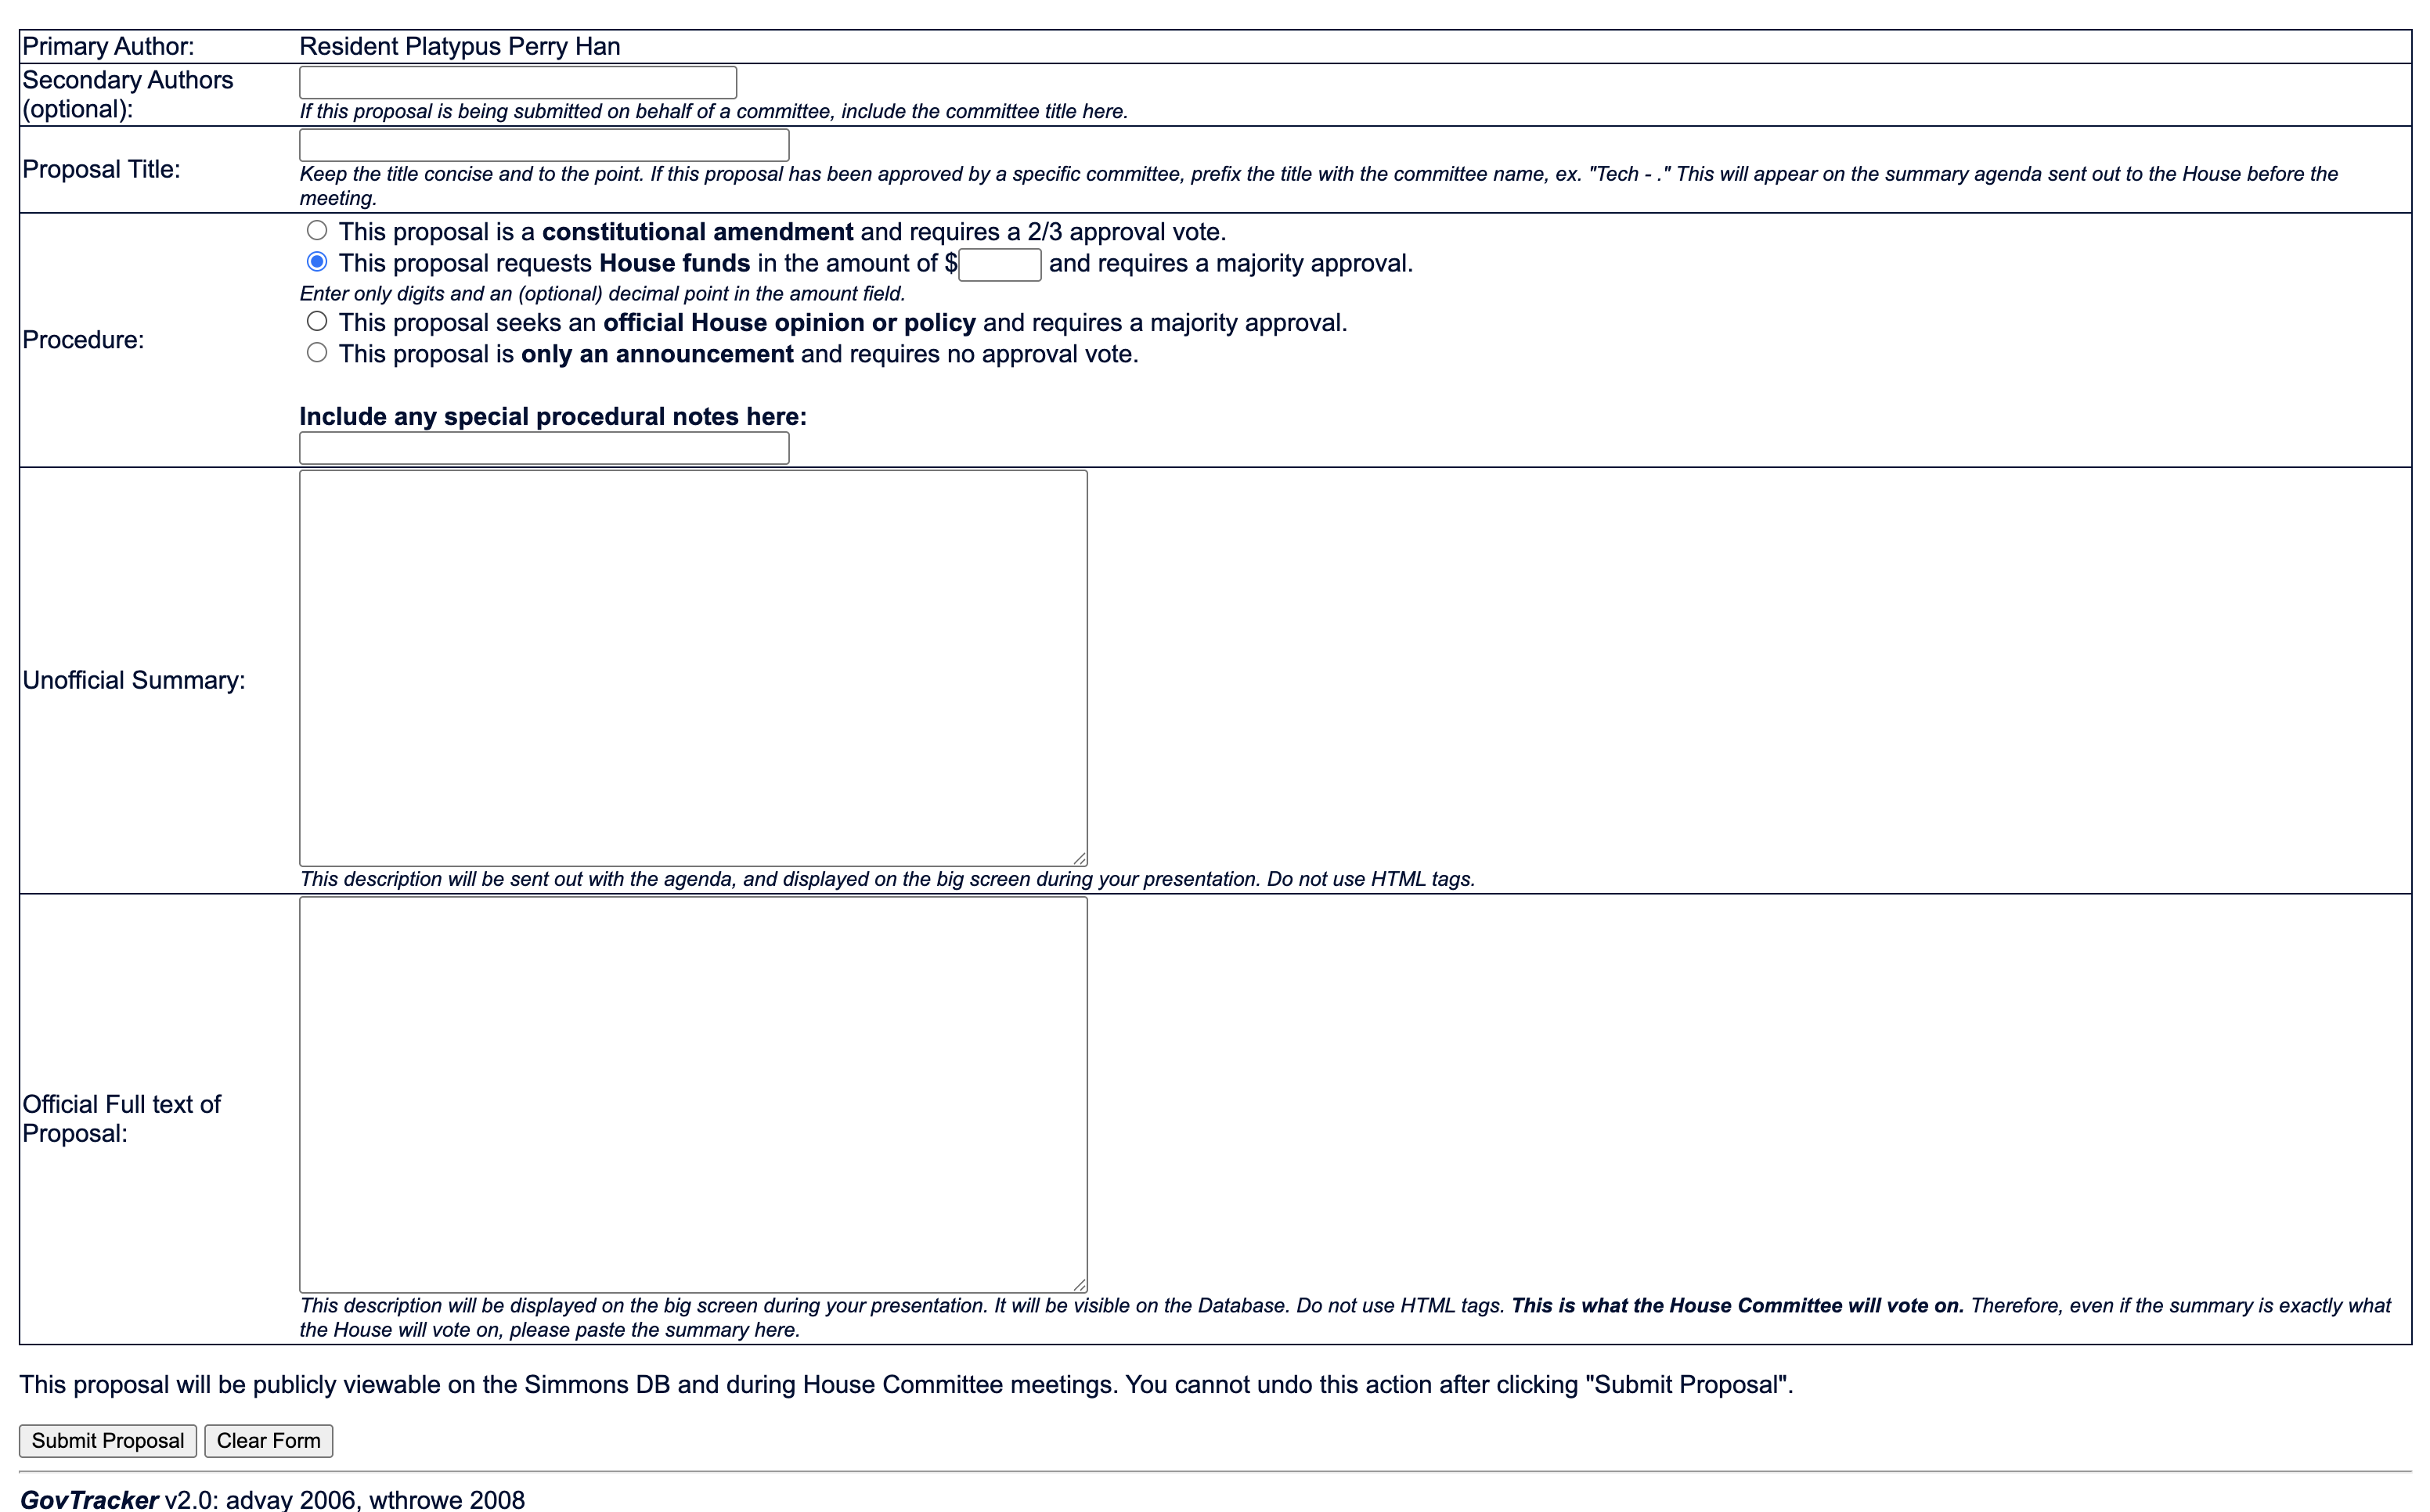 Primary Author:
Resident Platypus Perry Han
Secondary Authors
(optional):
If this proposal is being submitted on behalf of a committee, include the committee title here.
Proposal Title:
Keep the title concise and to the point. If this proposal has been approved by a specific committee, prefix the title with the committee name, ex. "Tech - ." This will appear on the summary agenda sent out to the House before the
meeting.
Procedure:
This proposal is a constitutional amendment and requires a 2/3 approval vote.
This proposal requests House funds in the amount of $ and requires a majority approval.
Enter only digits and an (optional) decimal point in the amount field.
This proposal seeks an official House opinion or policy and requires a majority approval.
This proposal is only an announcement and requires no approval vote.
Include any special procedural notes here:
Unofficial Summary:
This description will be sent out with the agenda, and displayed on the big screen during your presentation. Do not use HTML tags.
Official Full text of
Proposal:
This description will be displayed on the big screen during your presentation. It will be visible on the Database. Do not use HTML tags. This is what the House Committee will vote on. Therefore, even if the summary is exactly what
the House will vote on, please paste the summary here.
This proposal will be publicly viewable on the Simmons DB and during House Committee meetings. You cannot undo this action after clicking "Submit Proposal".
Submit Proposal Clear Form
GovTracker v2.0: advay 2006, wthrowe 2008